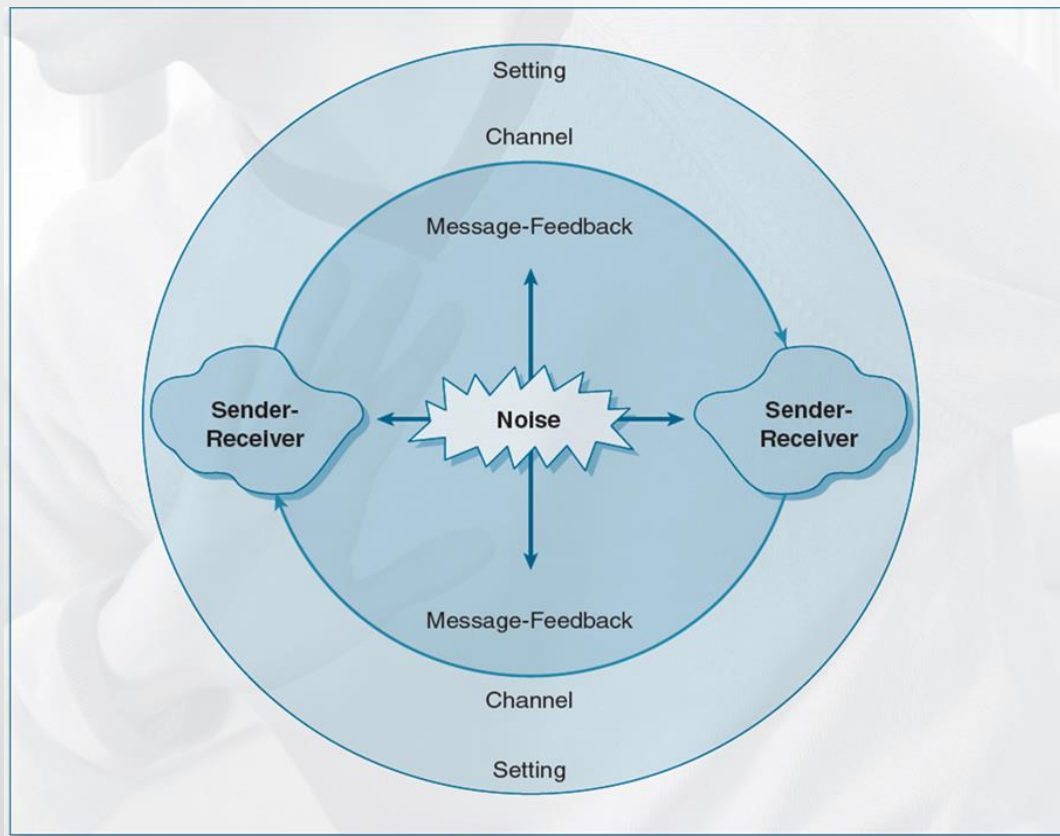 Setting
Channel
Message-Feedback
Sender-
Receiver
Noise
Sender-
Receiver
Message-Feedback
Channel
Setting